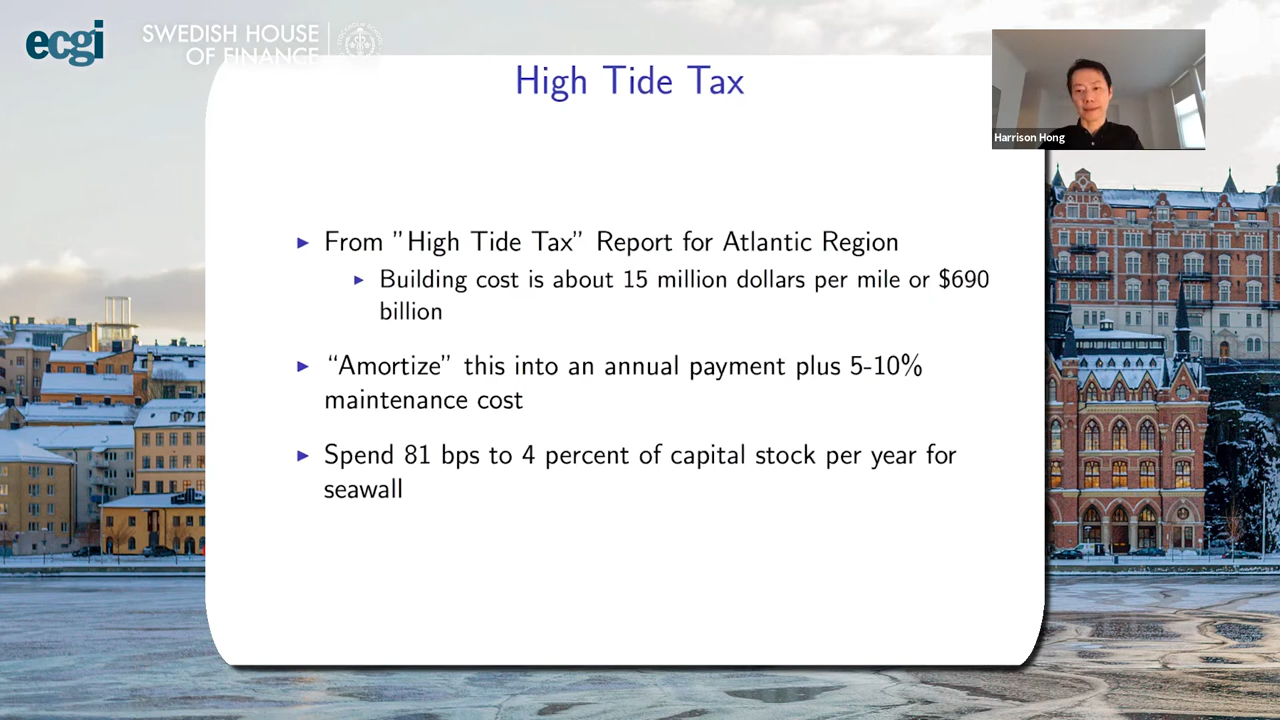 ecgi
SWEDISH HOUSE
OF FINANCE
High Tide Tax
Harrison Hong
From ”High Tide Tax” Report for Atlantic Region
Building cost is about 15 million dollars per mile or $690
billion
“Amortize” this into an annual payment plus 5-10%
maintenance cost
Spend 81 bps to 4 percent of capital stock per year for
seawall